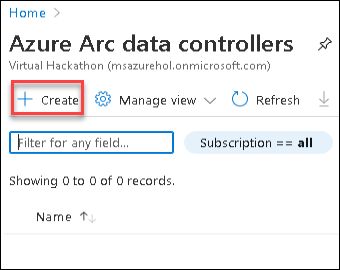 Home
Azure Arc data controllers
Virtual Hackathon (msazurehol.onmicrosoft.com)
Create Manage view Refresh
Filter for any field... Subscription == all
Showing 0 to 0 of 0 records.
Name